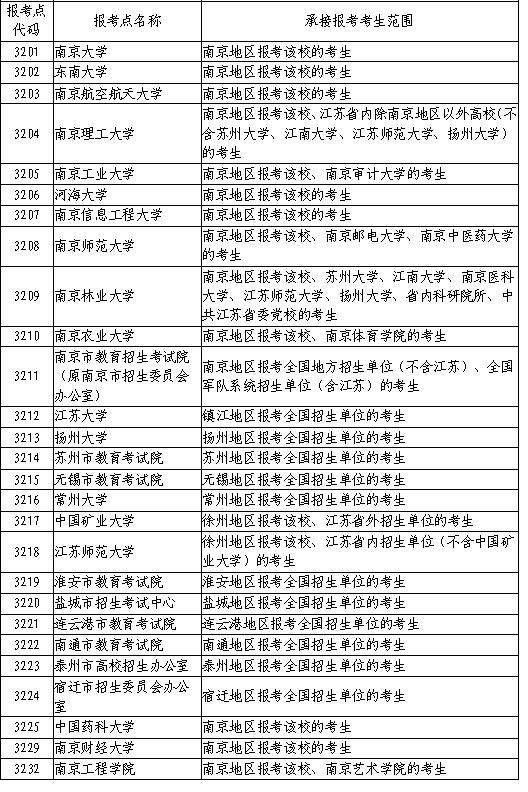 报考点 代码 报考点名称 承接报考考生范围
3201 南京大学 南京地区报考该校的考生
3202 东南大学 南京地区报考该校的考生
3203 南京航空航天大学 南京地区报考该校的考生
3204 南京理工大学 南京地区报考该校、江苏省内除南京地区以外高校(不
含苏州大学、江南大学、江苏师范大学、扬州大学)
的考生
3205 南京工业大学 南京地区报考该校、南京审计大学的考生
3206 河海大学 南京地区报考该校的考生
3207 南京信息工程大学 南京地区报考该校的考生
3208 南京师范大学 南京地区报考该校、南京邮电大学、南京中医药大学
的考生
3209 南京林业大学 南京地区报考该校、苏州大学、江南大学、南京医科
大学、江苏师范大学、扬州大学、省内科研院所、中
共江苏省委党校的考生
3210 南京农业大学 南京地区报考该校、南京体育学院的考生
3211 南京市教育招生考试院
（原南京市招生委员会
办公室） 南京地区报考全国地方招生单位（不含江苏）、全国
军队系统招生单位（含江苏）的考生
3212 江苏大学 镇江地区报考全国招生单位的考生
3213 扬州大学 扬州地区报考全国招生单位的考生
3214 苏州市教育考试院 苏州地区报考全国招生单位的考生
3215 无锡市教育考试院 无锡地区报考全国招生单位的考生
3216 常州大学 常州地区报考全国招生单位的考生
3217 中国矿业大学 徐州地区报考该校、江苏省外招生单位的考生
3218 江苏师范大学 徐州地区报考该校、江苏省内招生单位（不含中国矿
业大学）的考生
3219 淮安市教育考试院 淮安地区报考全国招生单位的考生
3220 盐城市招生考试中心 盐城地区报考全国招生单位的考生
3221 连云港市教育考试院 连云港地区报考全国招生单位的考生
3222 南通市教育考试院 南通地区报考全国招生单位的考生
3223 泰州市高校招生办公室 泰州地区报考全国招生单位的考生
3224 宿迁市招生委员会办公
室 宿迁地区报考全国招生单位的考生
3225 中国药科大学 南京地区报考该校的考生
3229 南京财经大学 南京地区报考该校的考生
3232 南京工程学院 南京地区报考该校、南京艺术学院的考生